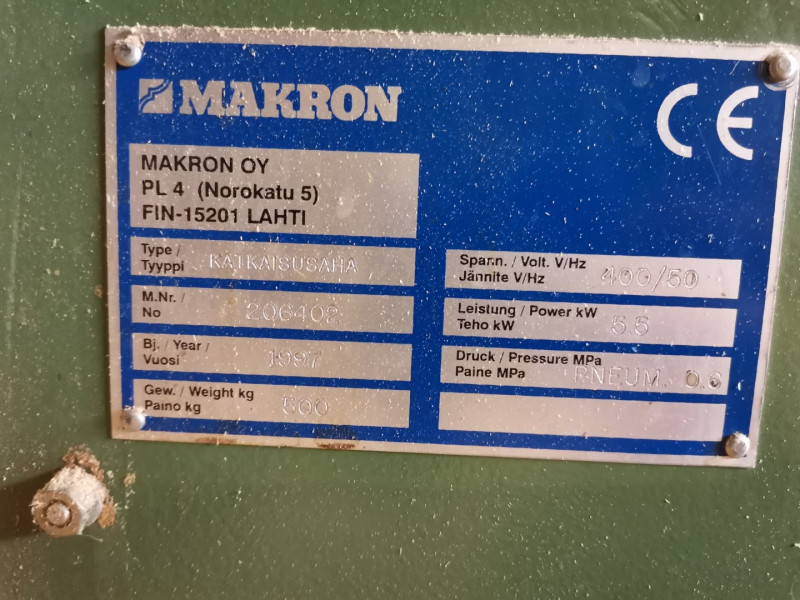 MAKRON
CE
MAKRON OY
PL 4 (Norokatu 5)
FIN-15201 LAHTI
Type /
Tyyppi KATKAISUSAHA
M.Nr. /
No 206402
Bj. / Year /
Vuosi 1997
Gew. / Weight kg
Paino kg 500
Spann. / Volt. V/Hz
Jännite V/Hz 400/50
Leistung / Power kW
Teho kW 5.5
Druck / Pressure MPa
Paine MPa PNEUM. 0.6